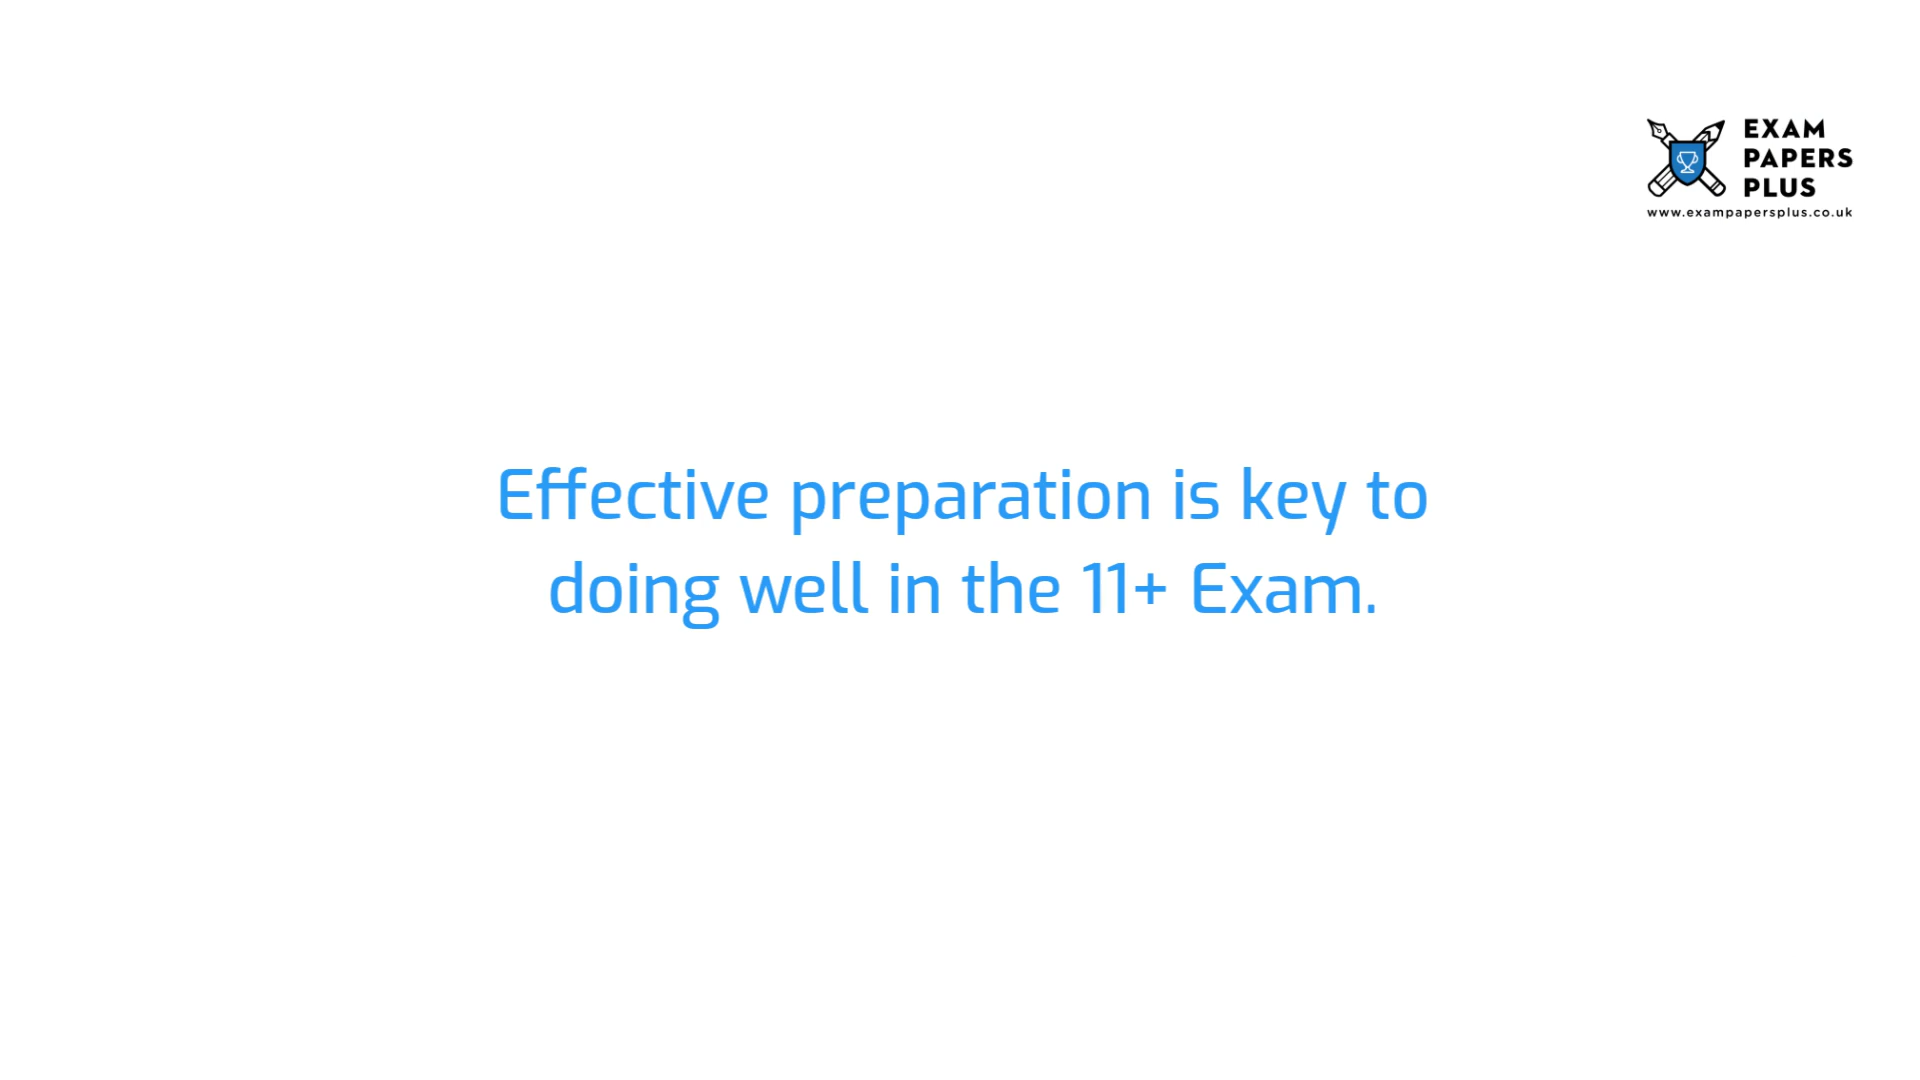 EXAM
PAPERS
PLUS
www.exampapersplus.co.uk
Effective preparation is key to
doing well in the 11+ Exam.